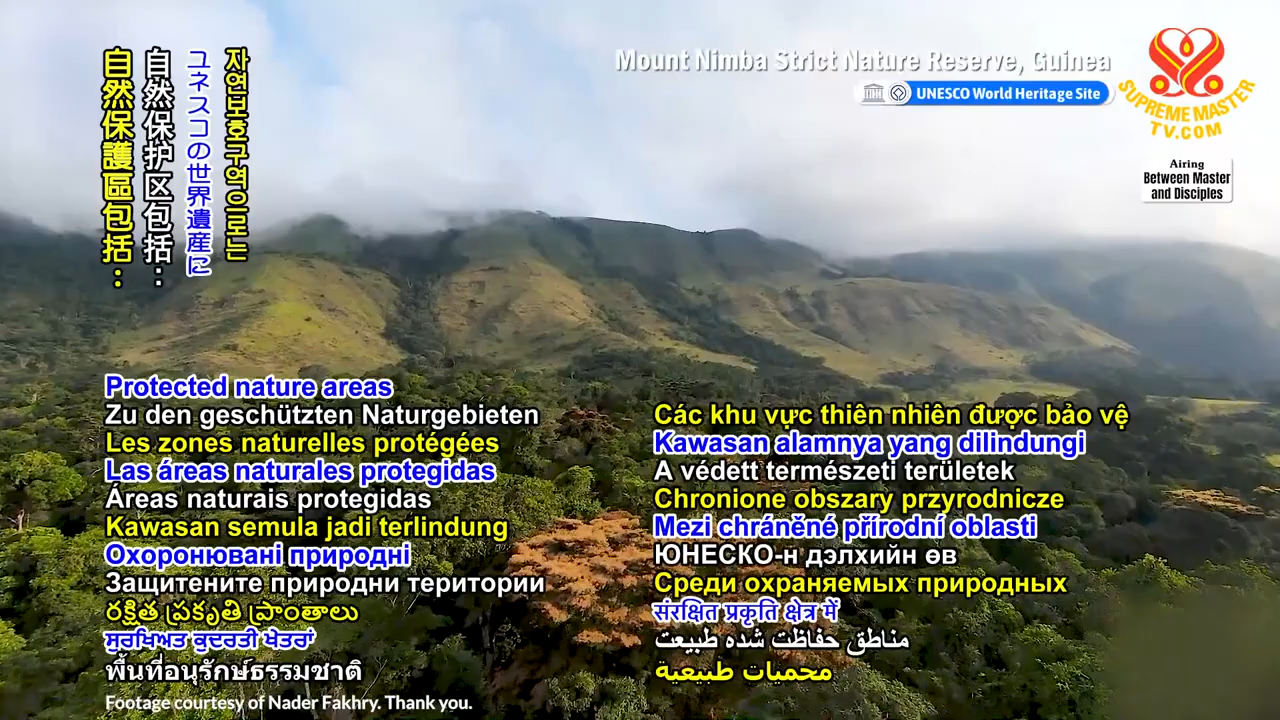 자연보호구역으로는
ユネスコの世界遺産に
自然保护区包括：
自然保護區包括：
Mount Nimba Strict Nature Reserve, Guinea
UNESCO World Heritage Site
SUPREME MASTER
TV.COM
Airing
Between Master
and Disciples
Protected nature areas
Zu den geschützten Naturgebieten
Les zones naturelles protégées
Las áreas naturales protegidas
Áreas naturais protegidas
Kawasan semula jadi terlindung
Охоронювані природні
Защитените природни територии
రక్షిత ప్రకృతి ప్రాంతాలు
ਸੁਰਖਿਅਤ ਕੁਦਰਤੀ ਖੇਤਰਾਂ
พื้นที่อนุรักษ์ธรรมชาติ
Các khu vực thiên nhiên được bảo vệ
Kawasan alamnya yang dilindungi
A védett természeti területek
Chronione obszary przyrodnicze
Mezi chráněné přírodní oblasti
ЮНЕСКО-н дэлхийн өв
Среди охраняемых природных
संरक्षित प्रकृति क्षेत्र में
مناطق حفاظت شده طبیعت
محميات طبيعية
Footage courtesy of Nader Fakhry. Thank you.